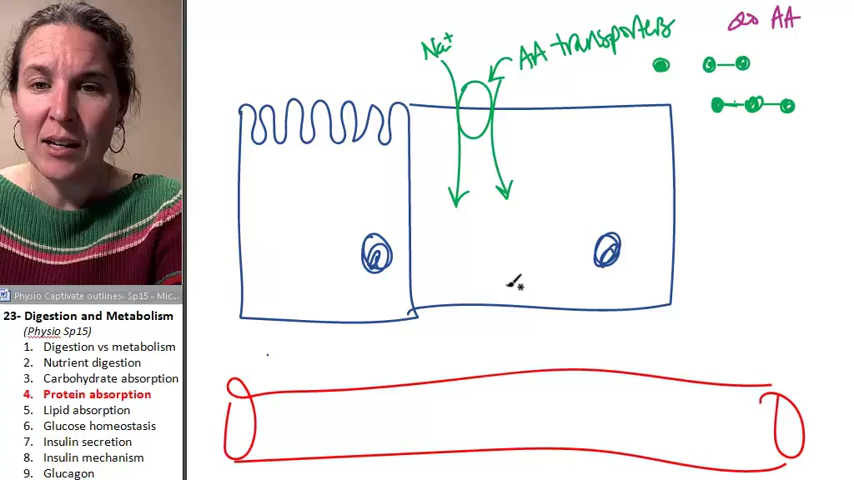 20 AA
Na+
AA transporters
Physio Captivate outlines- Sp15 - Mic...
23- Digestion and Metabolism
(Physio Sp15)
1. Digestion vs metabolism
2. Nutrient digestion
3. Carbohydrate absorption
4. Protein absorption
5. Lipid absorption
6. Glucose homeostasis
7. Insulin secretion
8. Insulin mechanism
9. Glucagon